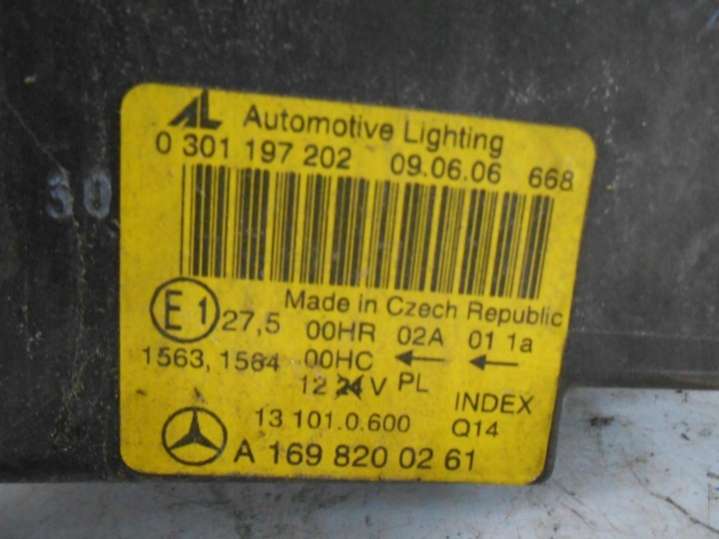 AL Automotive Lighting
0 301 197 202 09.06.06 668
30
Made in Czech Republic
E1 27,5 00HR 02A 01 1a
1563, 1564 00HC ← ←
12 24 V PL
13 101.0.600 INDEX Q14
A 169 820 02 61